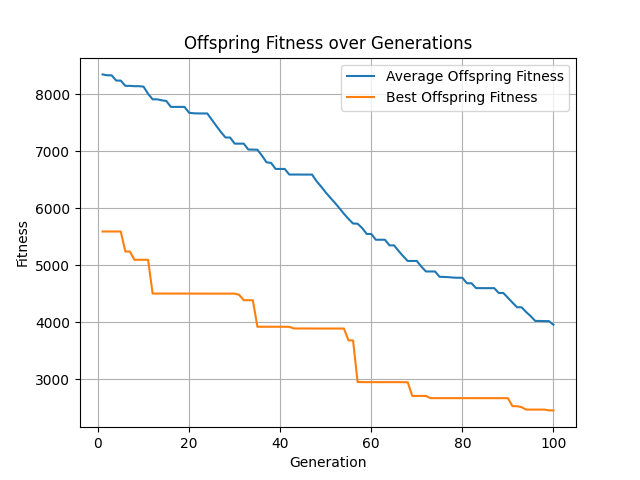 Offspring Fitness over Generations
Average Offspring Fitness
Best Offspring Fitness
8000
7000
6000
5000
4000
3000
Fitness
0 20 40 60 80 100
Generation